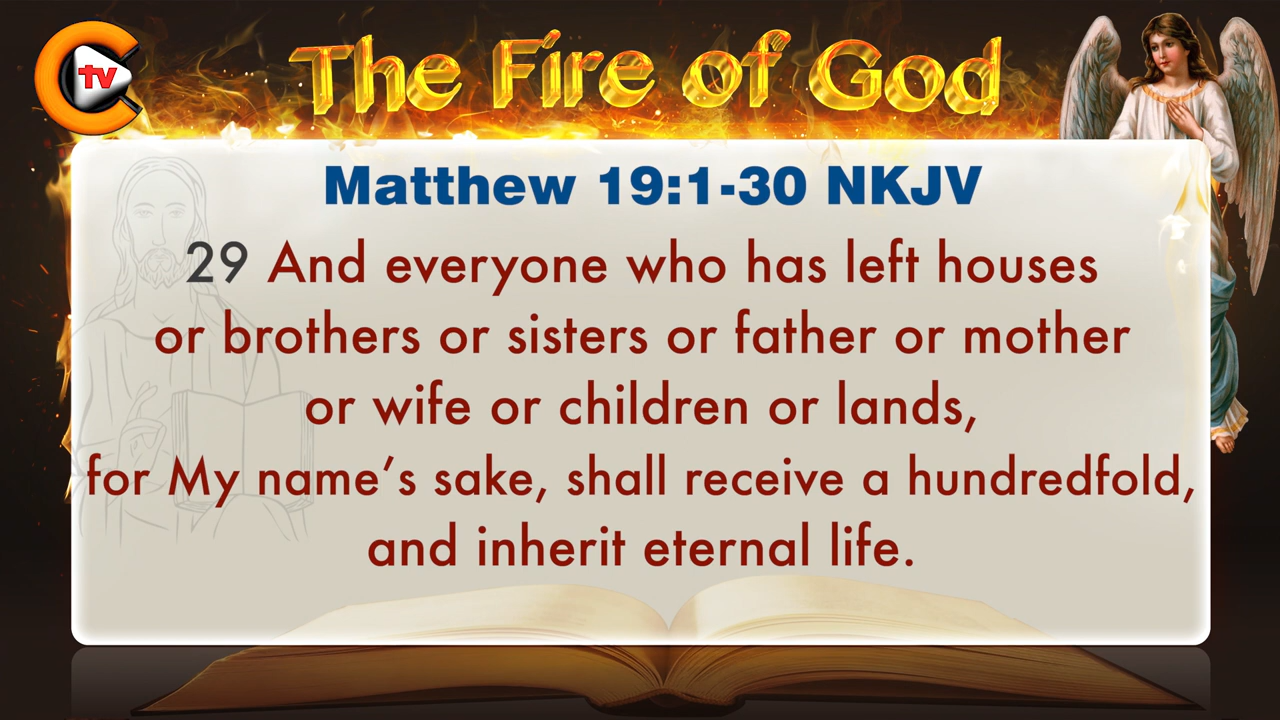 tv
The Fire of God
Matthew 19:1-30 NKJV
29 And everyone who has left houses
or brothers or sisters or father or mother
or wife or children or lands,
for My name’s sake, shall receive a hundredfold,
and inherit eternal life.